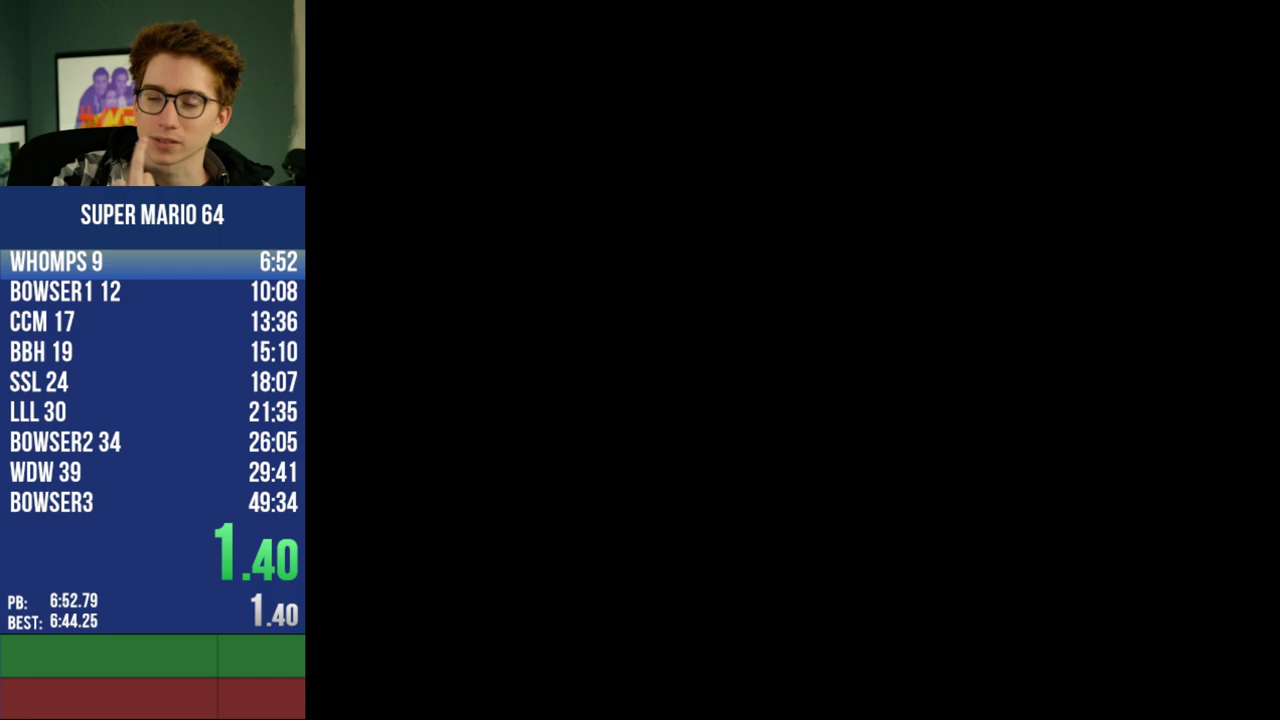 SUPER MARIO 64
WHOMPS 9 6:52
BOWSER1 12 10:08
CCM 17 13:36
BBH 19 15:10
SSL 24 18:07
LLL 30 21:35
BOWSER2 34 26:05
WDW 39 29:41
BOWSER3 49:34
1.40
PB: 6:52.79
BEST: 6:44.25
1.40